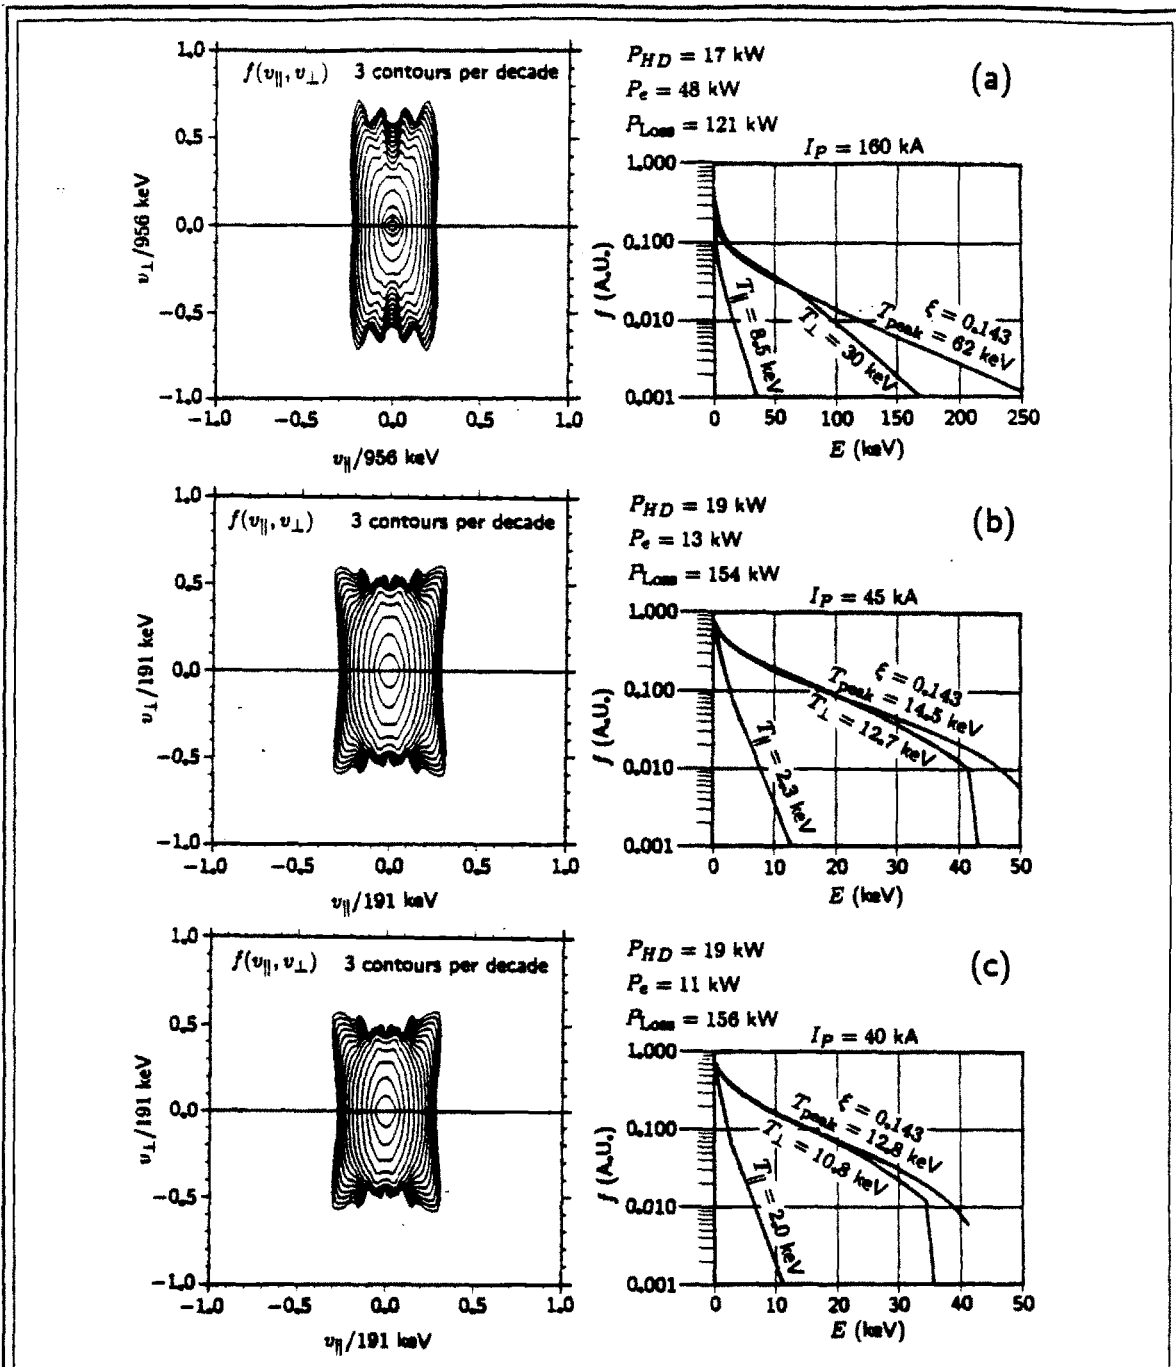 f(v∥, v⊥) 3 contours per decade
1.0
0.5
0.0
−0.5
−1.0
v⊥/956 keV
−1.0 −0.5 0.0 0.5 1.0
v∥/956 keV
P_HD = 17 kW
P_e = 48 kW
P_Loss = 121 kW
(a)
I_P = 160 kA
1.000
0.100
0.010
0.001
f (A.U.)
T∥ = 8.5 keV
T⊥ = 30 keV
ξ = 0.143
T_peak = 62 keV
0 50 100 150 200 250
E (keV)
f(v∥, v⊥) 3 contours per decade
1.0
0.5
0.0
−0.5
−1.0
v⊥/191 keV
−1.0 −0.5 0.0 0.5 1.0
v∥/191 keV
P_HD = 19 kW
P_e = 13 kW
P_Loss = 154 kW
(b)
I_P = 45 kA
1.000
0.100
0.010
0.001
f (A.U.)
T∥ = 2.3 keV
ξ = 0.143
T_peak = 14.5 keV
T⊥ = 12.7 keV
0 10 20 30 40 50
E (keV)
f(v∥, v⊥) 3 contours per decade
1.0
0.5
0.0
−0.5
−1.0
v⊥/191 keV
−1.0 −0.5 0.0 0.5 1.0
v∥/191 keV
P_HD = 19 kW
P_e = 11 kW
P_Loss = 156 kW
(c)
I_P = 40 kA
1.000
0.100
0.010
0.001
f (A.U.)
T∥ = 2.0 keV
ξ = 0.143
T_peak = 12.8 keV
T⊥ = 10.8 keV
0 10 20 30 40 50
E (keV)